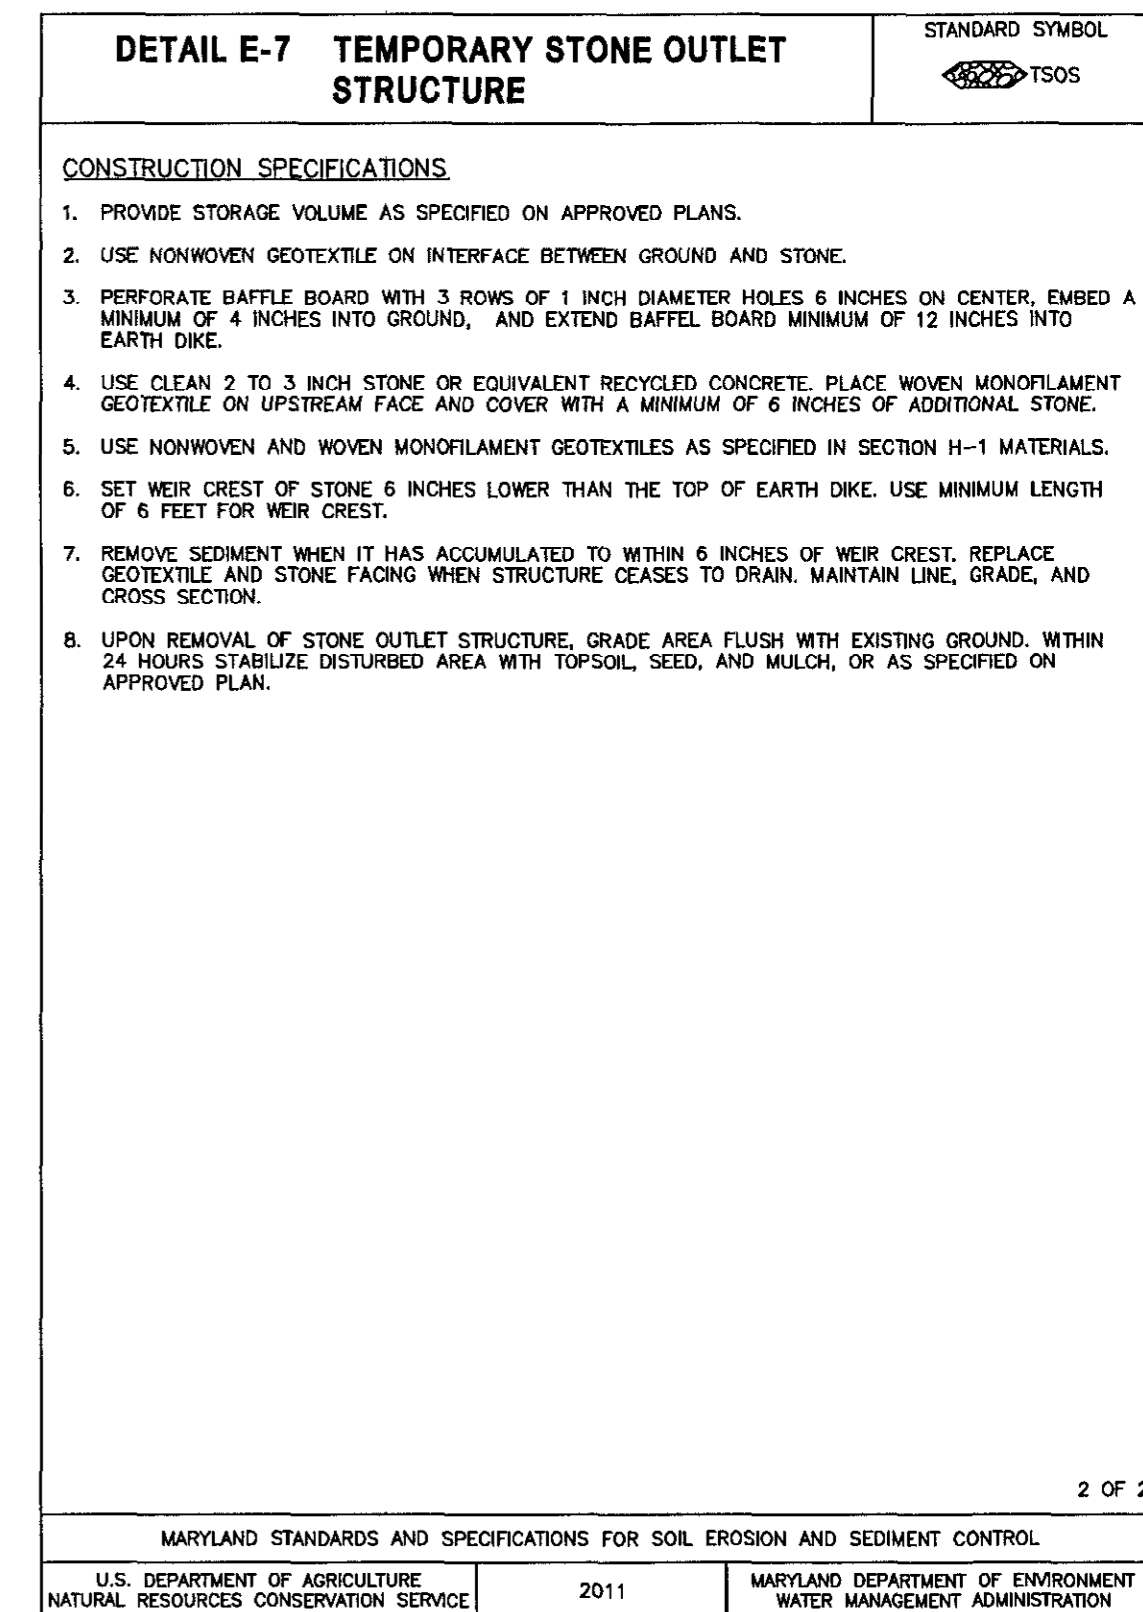 DETAIL E-7 TEMPORARY STONE OUTLET
STRUCTURE
STANDARD SYMBOL
TSOS
CONSTRUCTION SPECIFICATIONS
1. PROVIDE STORAGE VOLUME AS SPECIFIED ON APPROVED PLANS.
2. USE NONWOVEN GEOTEXTILE ON INTERFACE BETWEEN GROUND AND STONE.
3. PERFORATE BAFFLE BOARD WITH 3 ROWS OF 1 INCH DIAMETER HOLES 6 INCHES ON CENTER, EMBED A
MINIMUM OF 4 INCHES INTO GROUND, AND EXTEND BAFFEL BOARD MINIMUM OF 12 INCHES INTO
EARTH DIKE.
4. USE CLEAN 2 TO 3 INCH STONE OR EQUIVALENT RECYCLED CONCRETE. PLACE WOVEN MONOFILAMENT
GEOTEXTILE ON UPSTREAM FACE AND COVER WITH A MINIMUM OF 6 INCHES OF ADDITIONAL STONE.
5. USE NONWOVEN AND WOVEN MONOFILAMENT GEOTEXTILES AS SPECIFIED IN SECTION H-1 MATERIALS.
6. SET WEIR CREST OF STONE 6 INCHES LOWER THAN THE TOP OF EARTH DIKE. USE MINIMUM LENGTH
OF 6 FEET FOR WEIR CREST.
7. REMOVE SEDIMENT WHEN IT HAS ACCUMULATED TO WITHIN 6 INCHES OF WEIR CREST. REPLACE
GEOTEXTILE AND STONE FACING WHEN STRUCTURE CEASES TO DRAIN. MAINTAIN LINE, GRADE, AND
CROSS SECTION.
8. UPON REMOVAL OF STONE OUTLET STRUCTURE, GRADE AREA FLUSH WITH EXISTING GROUND. WITHIN
24 HOURS STABILIZE DISTURBED AREA WITH TOPSOIL, SEED, AND MULCH, OR AS SPECIFIED ON
APPROVED PLAN.
2 OF 2
MARYLAND STANDARDS AND SPECIFICATIONS FOR SOIL EROSION AND SEDIMENT CONTROL
U.S. DEPARTMENT OF AGRICULTURE
NATURAL RESOURCES CONSERVATION SERVICE
2011
MARYLAND DEPARTMENT OF ENVIRONMENT
WATER MANAGEMENT ADMINISTRATION